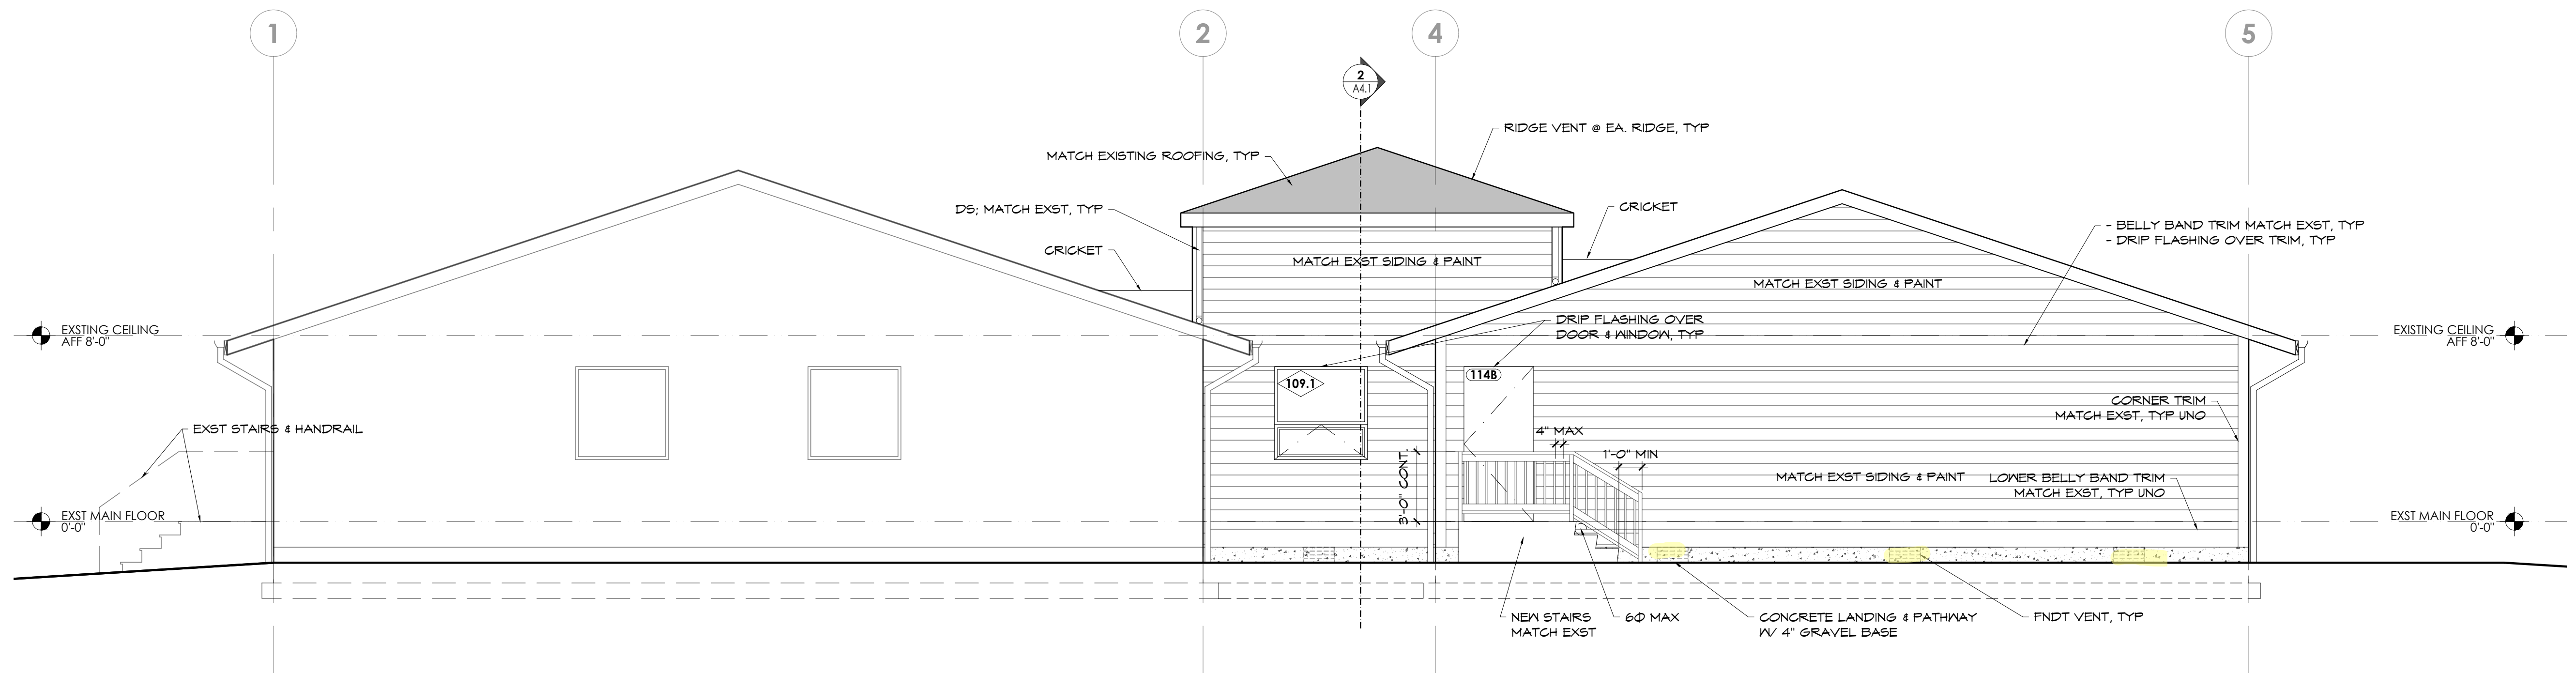 1
2
4
5
2
A4.1
RIDGE VENT @ EA. RIDGE, TYP
MATCH EXISTING ROOFING, TYP
DS; MATCH EXST, TYP
CRICKET
CRICKET
- BELLY BAND TRIM MATCH EXST, TYP
- DRIP FLASHING OVER TRIM, TYP
MATCH EXST SIDING & PAINT
MATCH EXST SIDING & PAINT
EXSTING CEILING
AFF 8'-0"
DRIP FLASHING OVER
DOOR & WINDOW, TYP
EXISTING CEILING
AFF 8'-0"
109.1
114B
CORNER TRIM
MATCH EXST, TYP UNO
EXST STAIRS & HANDRAIL
4" MAX
1'-0" MIN
3'-0" CONT.
MATCH EXST SIDING & PAINT
LOWER BELLY BAND TRIM
MATCH EXST, TYP UNO
EXST MAIN FLOOR
0'-0"
EXST MAIN FLOOR
0'-0"
NEW STAIRS
MATCH EXST
6Ø MAX
CONCRETE LANDING & PATHWAY
W/ 4" GRAVEL BASE
FNDT VENT, TYP